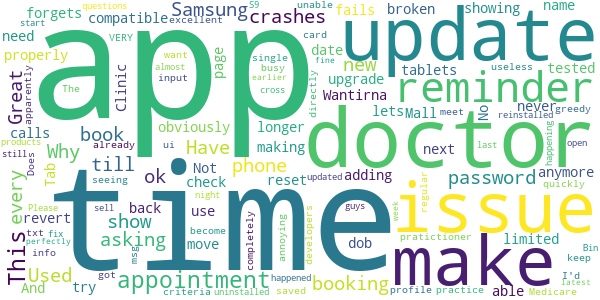 app
time
doctor
update
issue
make
reminder
appointment
questions
start
forgets
need
compatible
excellent
Samsung
S9
unable
crashes
fails
broken
showing
name
tablets
useless
tested
properly
VERY
want
almost
single
busy
earlier
cross
card
fine
date
new
upgrade
No
never
greedy
reinstalled
Great
apparently
The
input
page
directly
Wantirna
calls
Clinic
book
obviously
longer
making
lets
Mall
meet
next
anymore
happening
open
products
already
ui
Why
till
Have
phone
Not
check
reset
ok
adding
password
last
quickly
still
Does
Tab
seeing
updated
every
asking
show
back
use
move
night
This
Please
revert
txt
fix
perfectly
info
And
Used
try
msg
got
sell
become
guys
happened
uninstalled
saved
criteria
completely
annoying
developers
booking
week
regular
dob
profile
practice
pratictioner
able
limited
Medicare
keep
Bin
I'd
latest